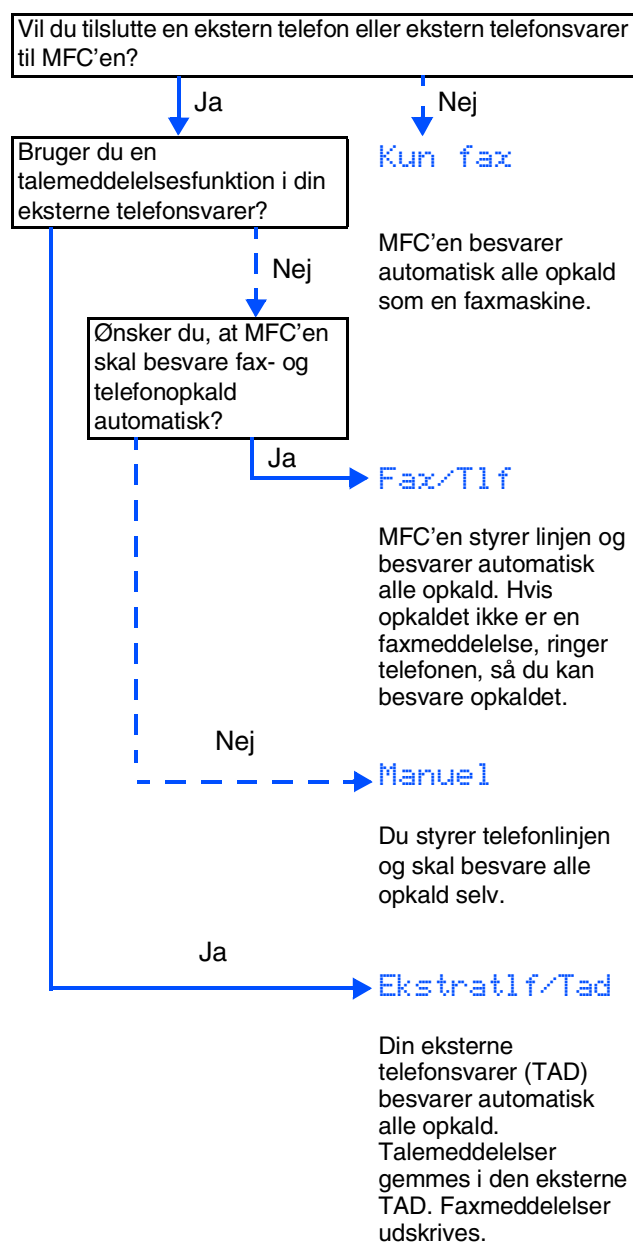 Vil du tilslutte en ekstern telefon eller ekstern telefonsvarer
til MFC'en?
Ja
Nej
Bruger du en
talemeddelelsesfunktion i din
eksterne telefonsvarer?
Kun fax
MFC'en besvarer
automatisk alle opkald
som en faxmaskine.
Nej
Ønsker du, at MFC'en
skal besvare fax- og
telefonopkald
automatisk?
Ja
Fax/Tlf
MFC'en styrer linjen og
besvarer automatisk
alle opkald. Hvis
opkaldet ikke er en
faxmeddelelse, ringer
telefonen, så du kan
besvare opkaldet.
Nej
Manuel
Du styrer telefonlinjen
og skal besvare alle
opkald selv.
Ja
Ekstratlf/Tad
Din eksterne
telefonsvarer (TAD)
besvarer automatisk
alle opkald.
Talemeddelelser
gemmes i den eksterne
TAD. Faxmeddelelser
udskrives.